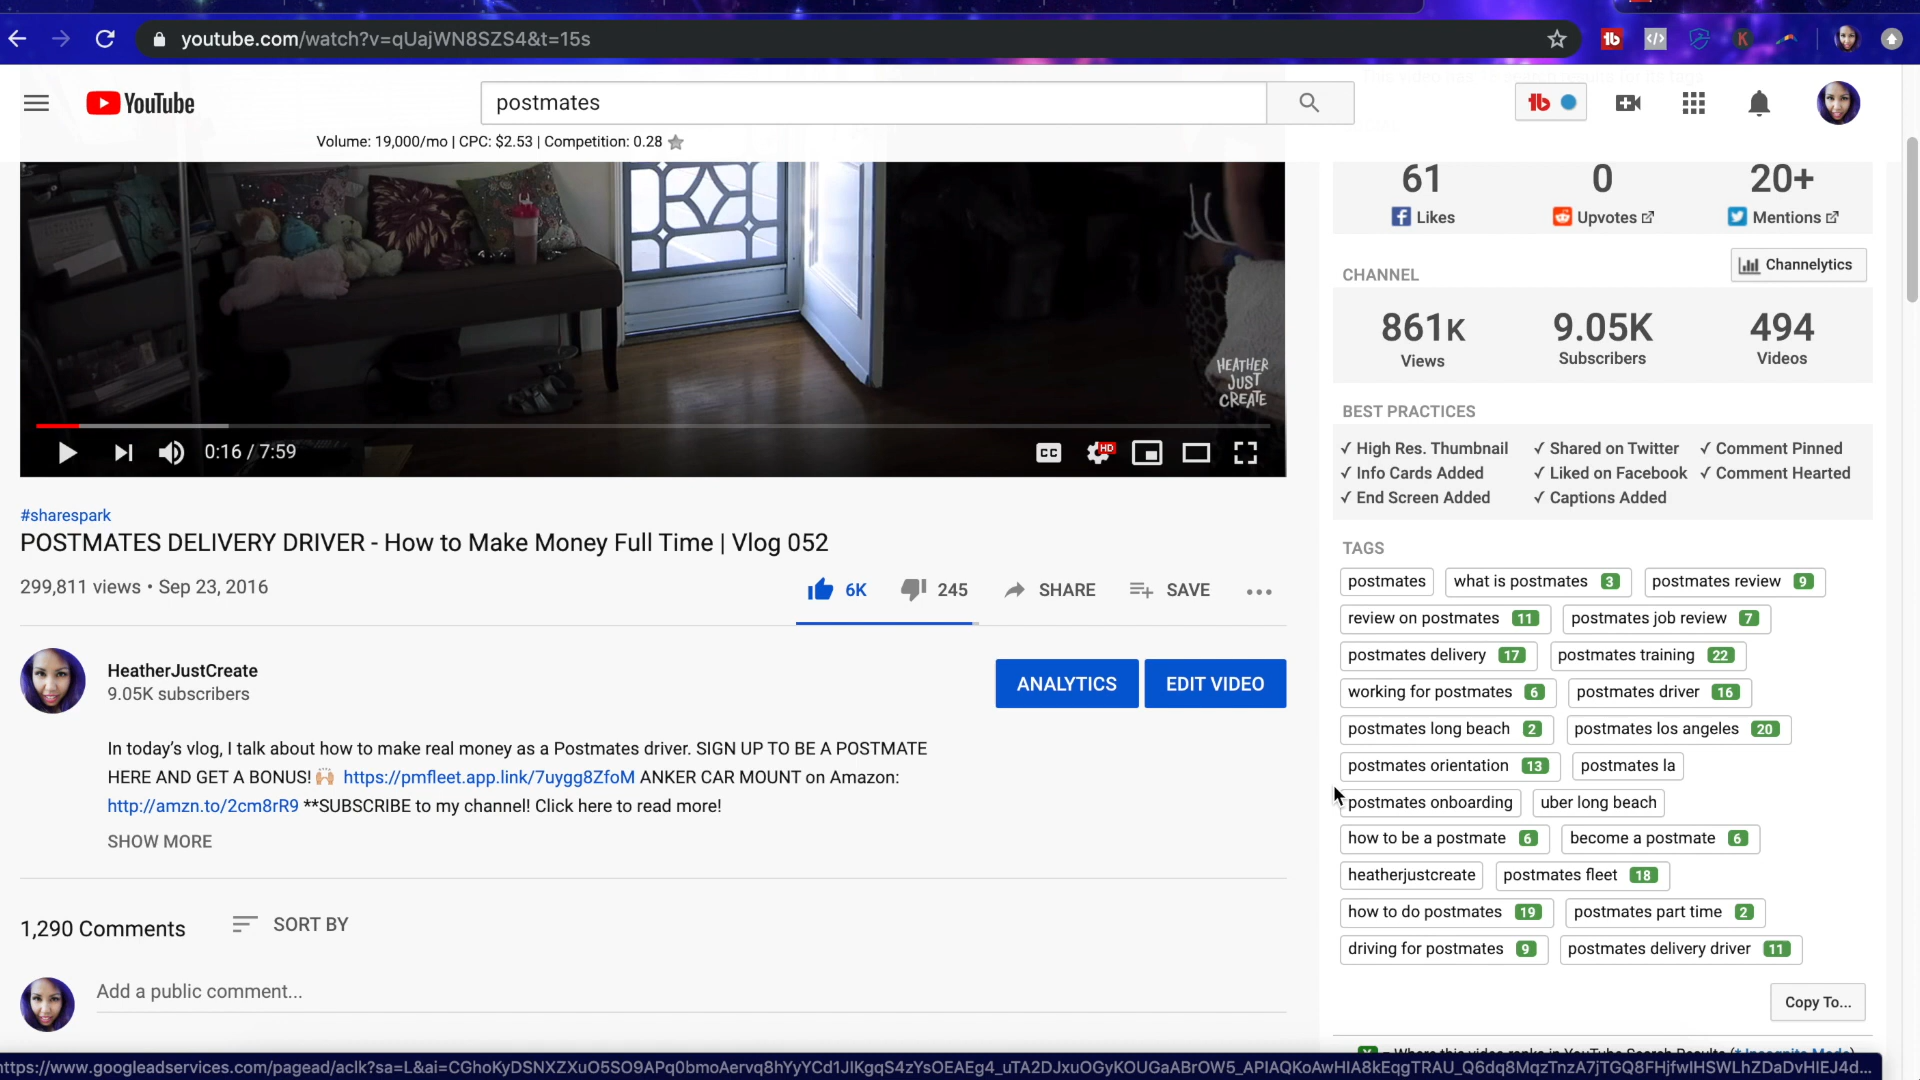 youtube.com/watch?v=qUajWN8SZS4&t=15s
YouTube
postmates
Volume: 19,000/mo | CPC: $2.53 | Competition: 0.28
61
Likes
0
Upvotes
20+
Mentions
CHANNEL
Channelytics
861K
Views
9.05K
Subscribers
494
Videos
HEATHER
JUST
CREATE
BEST PRACTICES
✓ High Res. Thumbnail ✓ Shared on Twitter ✓ Comment Pinned
✓ Info Cards Added ✓ Liked on Facebook ✓ Comment Hearted
✓ End Screen Added ✓ Captions Added
0:16 / 7:59
CC
HD
#sharespark
POSTMATES DELIVERY DRIVER - How to Make Money Full Time | Vlog 052
299,811 views • Sep 23, 2016
6K 245 SHARE SAVE
HeatherJustCreate
9.05K subscribers
ANALYTICS EDIT VIDEO
In today's vlog, I talk about how to make real money as a Postmates driver. SIGN UP TO BE A POSTMATE
HERE AND GET A BONUS! 🙌🏼 https://pmfleet.app.link/7uygg8ZfoM ANKER CAR MOUNT on Amazon:
http://amzn.to/2cm8rR9 **SUBSCRIBE to my channel! Click here to read more!
SHOW MORE
1,290 Comments SORT BY
Add a public comment...
TAGS
postmates what is postmates 3 postmates review 9
review on postmates 11 postmates job review 7
postmates delivery 17 postmates training 22
working for postmates 6 postmates driver 16
postmates long beach 2 postmates los angeles 20
postmates orientation 13 postmates la
postmates onboarding uber long beach
how to be a postmate 6 become a postmate 6
heatherjustcreate postmates fleet 18
how to do postmates 19 postmates part time 2
driving for postmates 9 postmates delivery driver 11
Copy To...